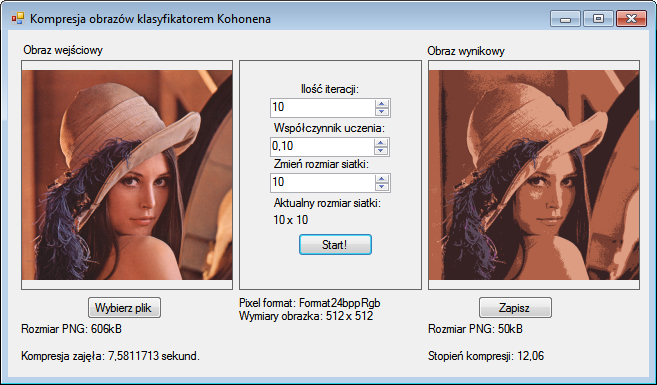 Kompresja obrazów klasyfikatorem Kohonena
Obraz wejściowy
Obraz wynikowy
Ilość iteracji:
10
Współczynnik uczenia:
0,10
Zmień rozmiar siatki:
10
Aktualny rozmiar siatki:
10 x 10
Start!
Wybierz plik
Pixel format: Format24bppRgb
Wymiary obrazka: 512 x 512
Zapisz
Rozmiar PNG: 606kB
Rozmiar PNG: 50kB
Kompresja zajęła: 7,5811713 sekund.
Stopień kompresji: 12,06